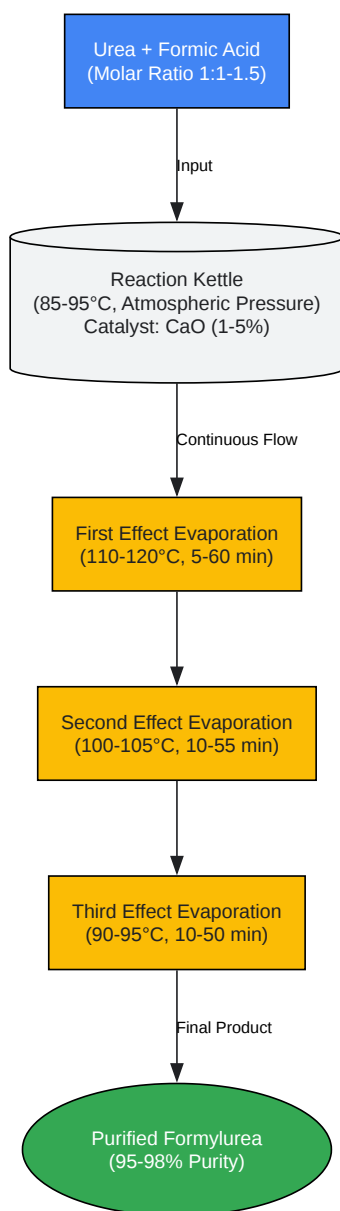 Urea + Formic Acid
(Molar Ratio 1:1-1.5)
Input
Reaction Kettle
(85-95°C, Atmospheric Pressure)
Catalyst: CaO (1-5%)
Continuous Flow
First Effect Evaporation
(110-120°C, 5-60 min)
Second Effect Evaporation
(100-105°C, 10-55 min)
Third Effect Evaporation
(90-95°C, 10-50 min)
Final Product
Purified Formylurea
(95-98% Purity)